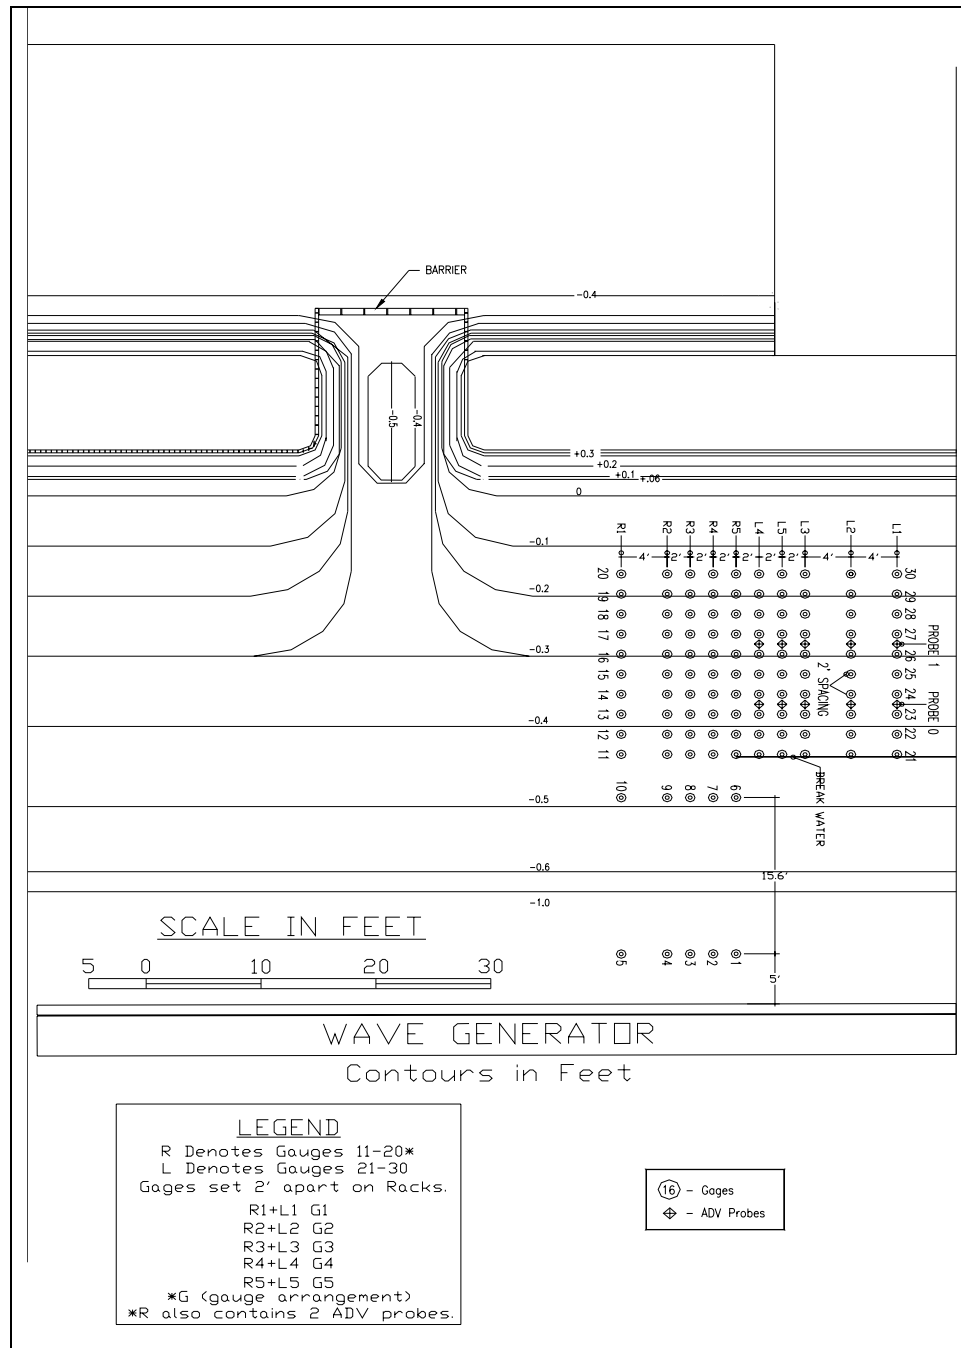 BARRIER
-0.4
-0.5
-0.4
+0.3
+0.2
+0.1
+.06
0
R1
R2
R3
R4
R5
L4
L5
L3
L2
L1
-0.1
4'
2'
2'
2'
2'
2'
2'
4'
4'
20
30
-0.2
19
29
18
28
17
27
PROBE 1
-0.3
16
26
15
25
2' SPACING
14
24
PROBE 0
-0.4
13
23
12
22
11
21
BREAK WATER
-0.5
10
9
8
7
6
-0.6
15.6'
-1.0
SCALE IN FEET
5
4
3
2
1
5 0 10 20 30
5'
WAVE GENERATOR
Contours in Feet
LEGEND
R Denotes Gauges 11-20*
L Denotes Gauges 21-30
Gages set 2' apart on Racks.
R1+L1 G1
R2+L2 G2
R3+L3 G3
R4+L4 G4
R5+L5 G5
*G (gauge arrangement)
*R also contains 2 ADV probes.
16 - Gages
- ADV Probes